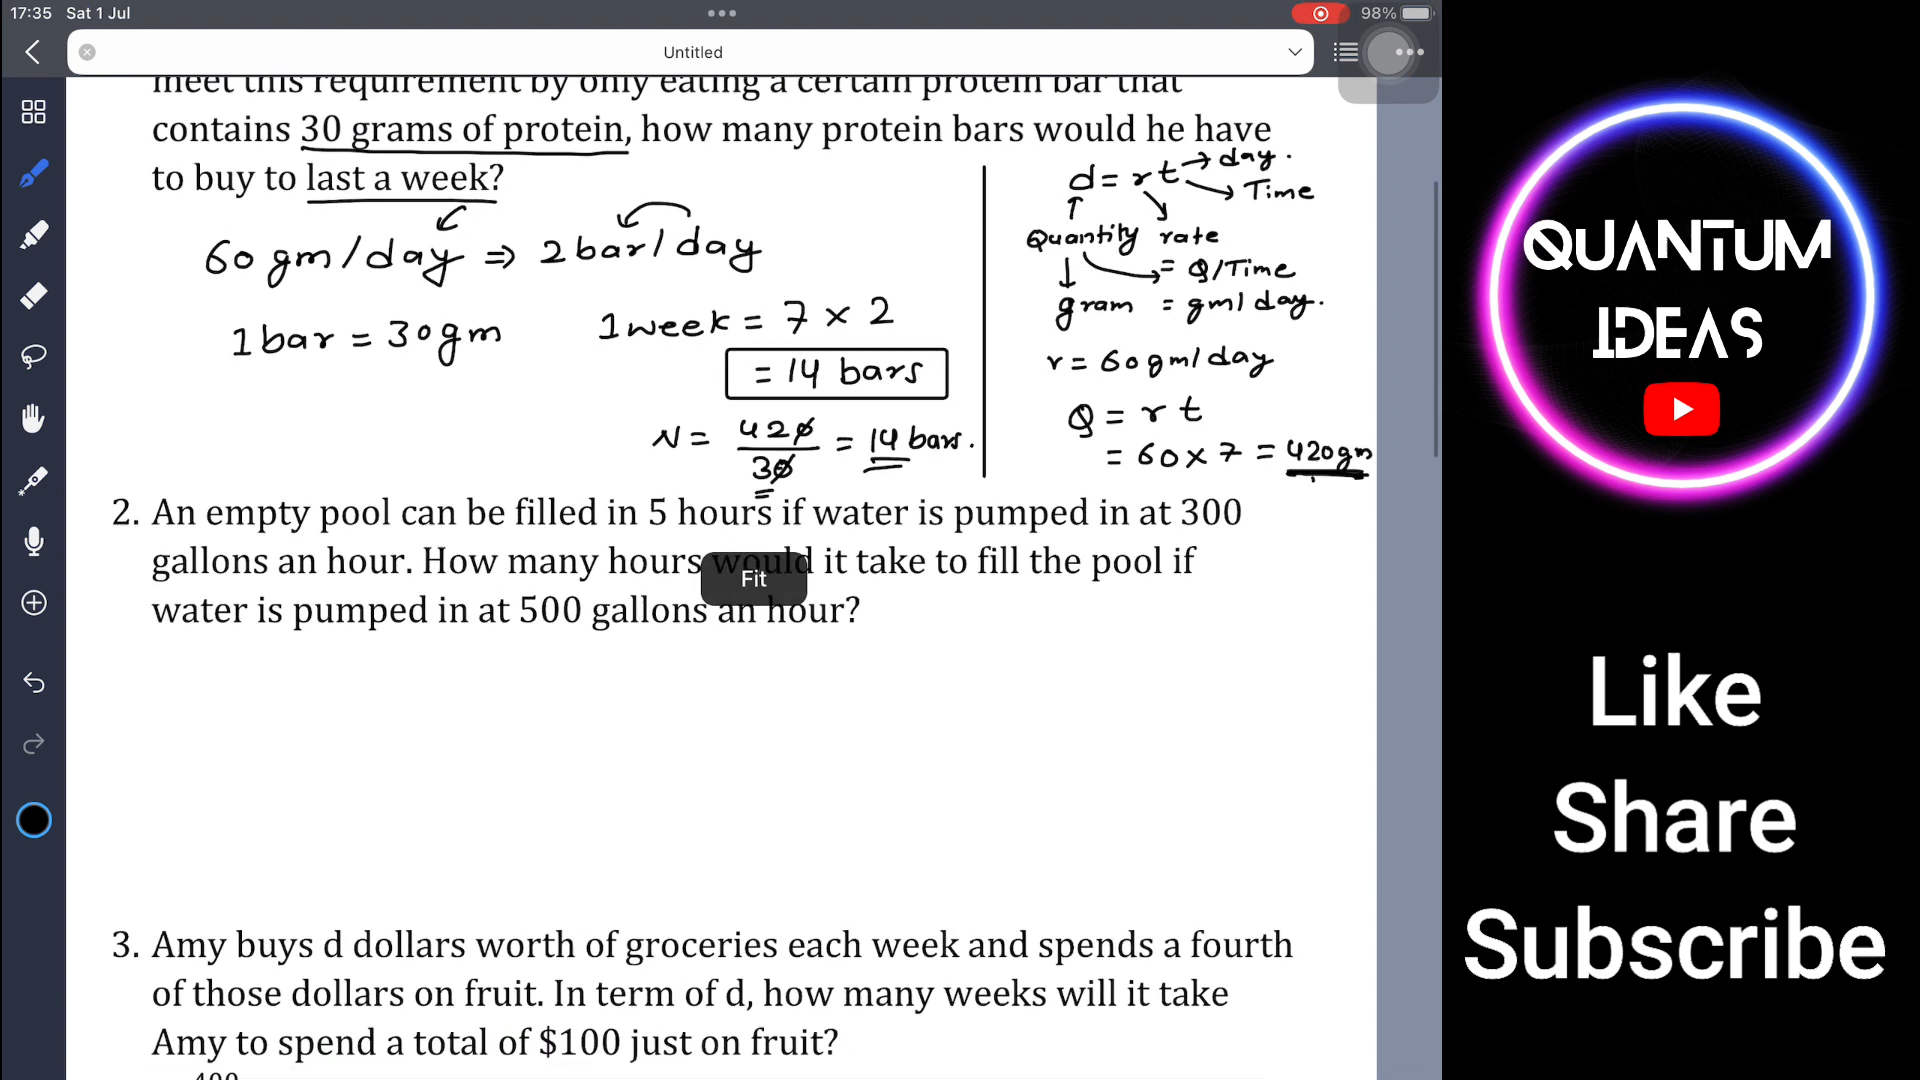 17:35 Sat 1 Jul
98%
Untitled
meet this requirement by only eating a certain protein bar that
contains 30 grams of protein, how many protein bars would he have
to buy to last a week?
60 gm/day ⇒ 2 bar/day
1 bar = 30gm
1 week = 7 × 2
= 14 bars
N = 420/30 = 14 bars.
d = r t → day.
→ Time
Quantity rate
= Q/Time
gram = gm/day.
r = 60 gm/day
Q = r t
= 60 × 7 = 420gm
2. An empty pool can be filled in 5 hours if water is pumped in at 300
gallons an hour. How many hours would it take to fill the pool if
water is pumped in at 500 gallons an hour?
Fit
3. Amy buys d dollars worth of groceries each week and spends a fourth
of those dollars on fruit. In term of d, how many weeks will it take
Amy to spend a total of $100 just on fruit?
QUANTUM
IDEAS
Like
Share
Subscribe